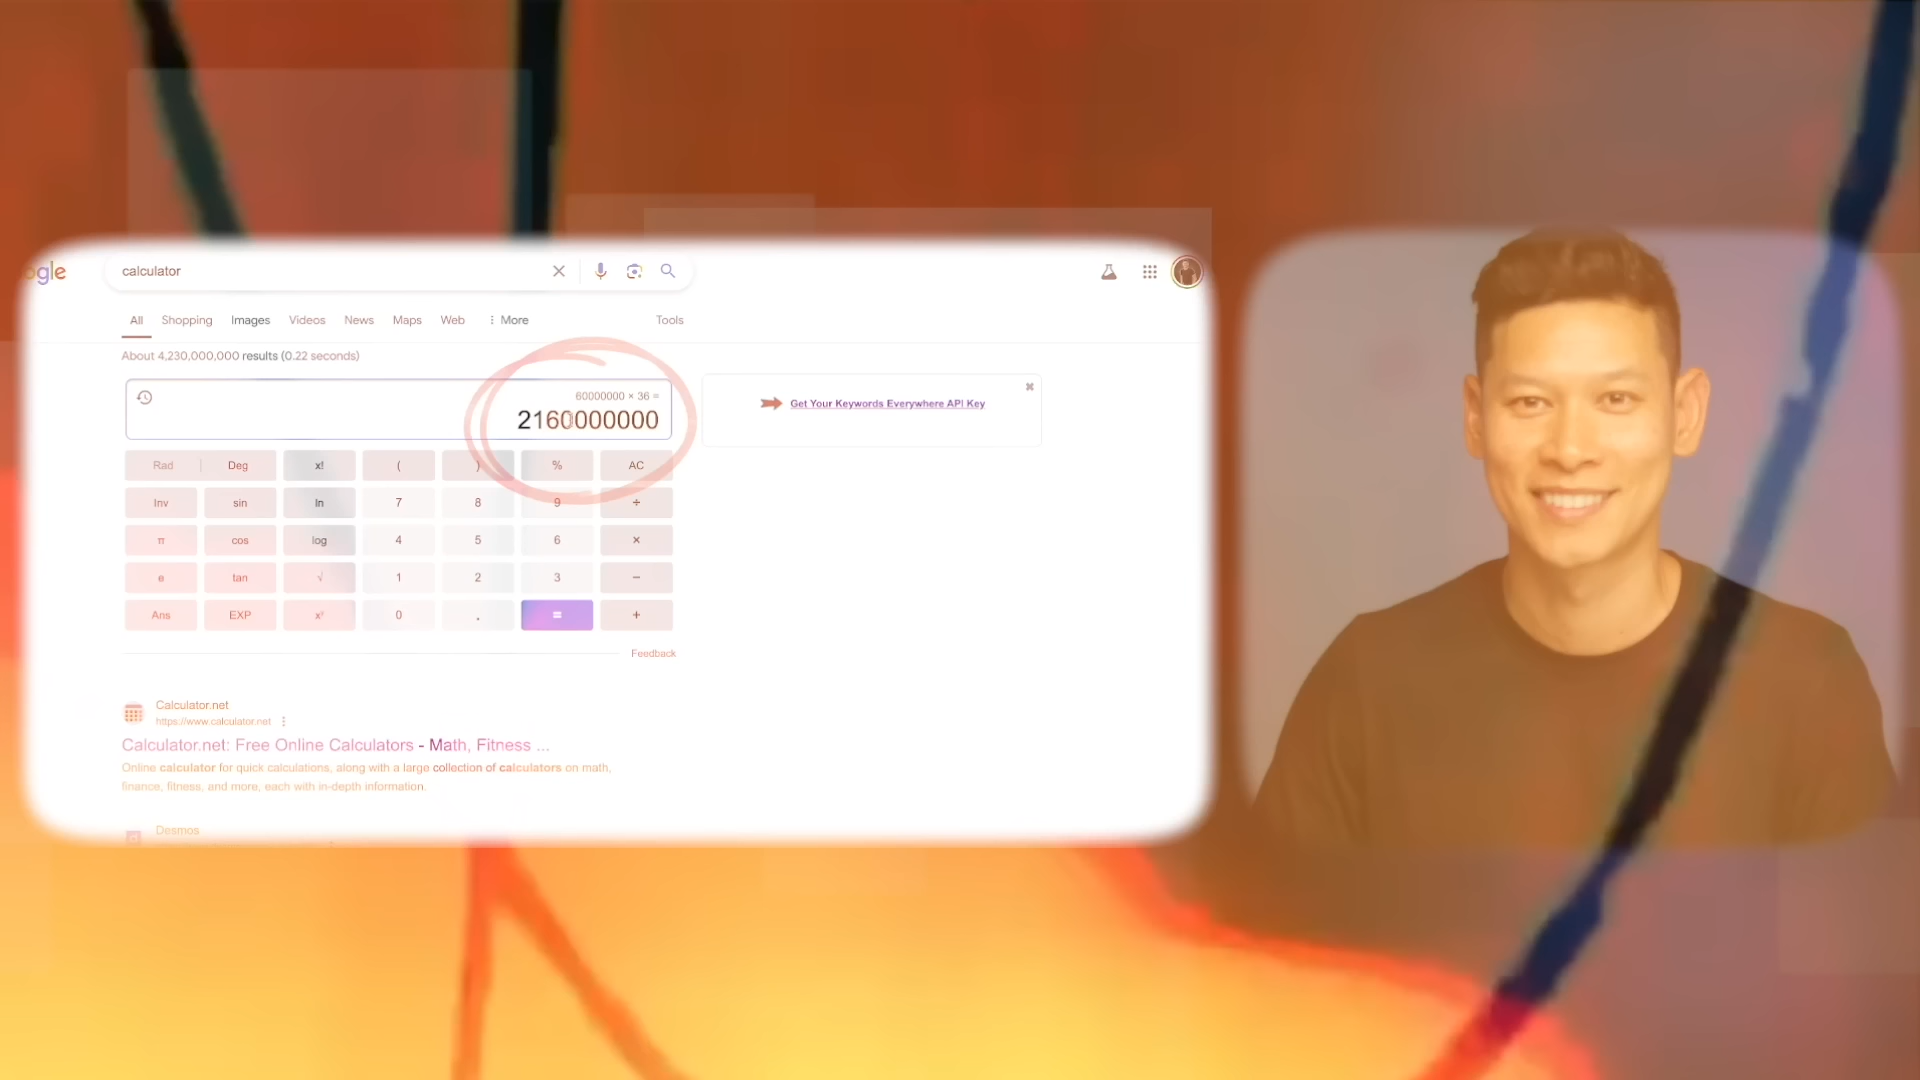 ogle
calculator
All Shopping Images Videos News Maps Web More Tools
About 4,230,000,000 results (0.22 seconds)
60000000 × 36 =
2160000000
Get Your Keywords Everywhere API Key
Rad Deg x! ( ) % AC
Inv sin ln 7 8 9 ÷
π cos log 4 5 6 ×
e tan √ 1 2 3 −
Ans EXP xʸ 0 . = +
Feedback
Calculator.net
https://www.calculator.net
Calculator.net: Free Online Calculators - Math, Fitness ...
Online calculator for quick calculations, along with a large collection of calculators on math,
finance, fitness, and more, each with in-depth information.
Desmos